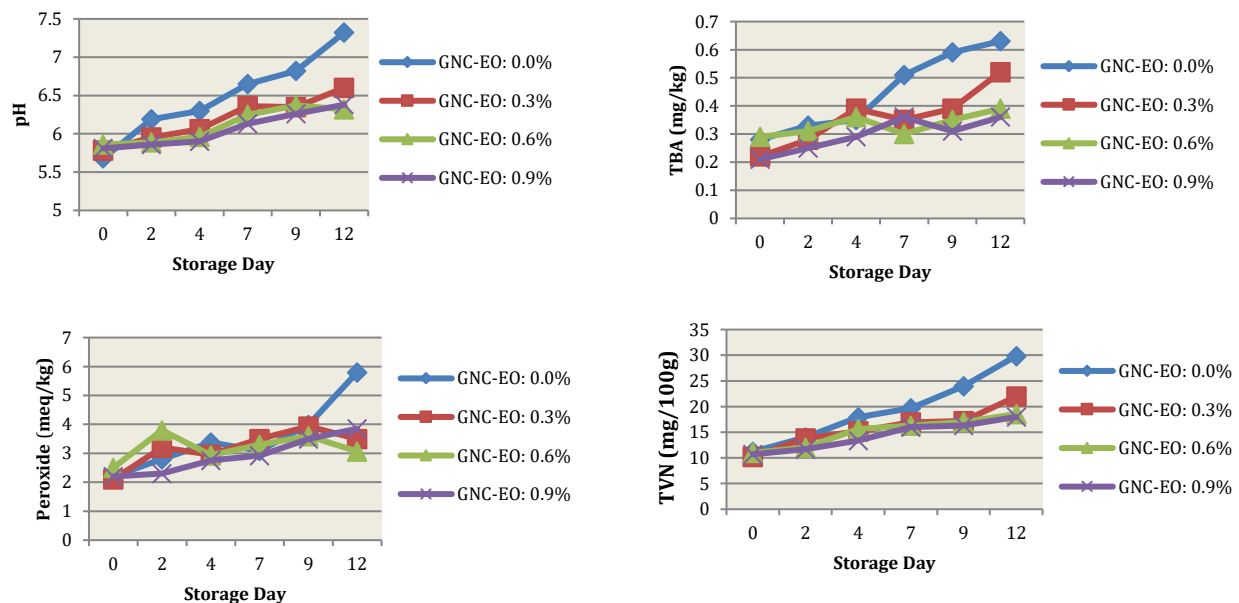 7.5
7
6.5
6
5.5
5
pH
0 2 4 7 9 12
Storage Day
GNC-EO: 0.0%
GNC-EO: 0.3%
GNC-EO: 0.6%
GNC-EO: 0.9%
0.7
0.6
0.5
0.4
0.3
0.2
0.1
0
TBA (mg/kg)
0 2 4 7 9 12
Storage Day
GNC-EO: 0.0%
GNC-EO: 0.3%
GNC-EO: 0.6%
GNC-EO: 0.9%
7
6
5
4
3
2
1
0
Peroxide (meq/kg)
0 2 4 7 9 12
Storage Day
GNC-EO: 0.0%
GNC-EO: 0.3%
GNC-EO: 0.6%
GNC-EO: 0.9%
35
30
25
20
15
10
5
0
TVN (mg/100g)
0 2 4 7 9 12
Storage Day
GNC-EO: 0.0%
GNC-EO: 0.3%
GNC-EO: 0.6%
GNC-EO: 0.9%